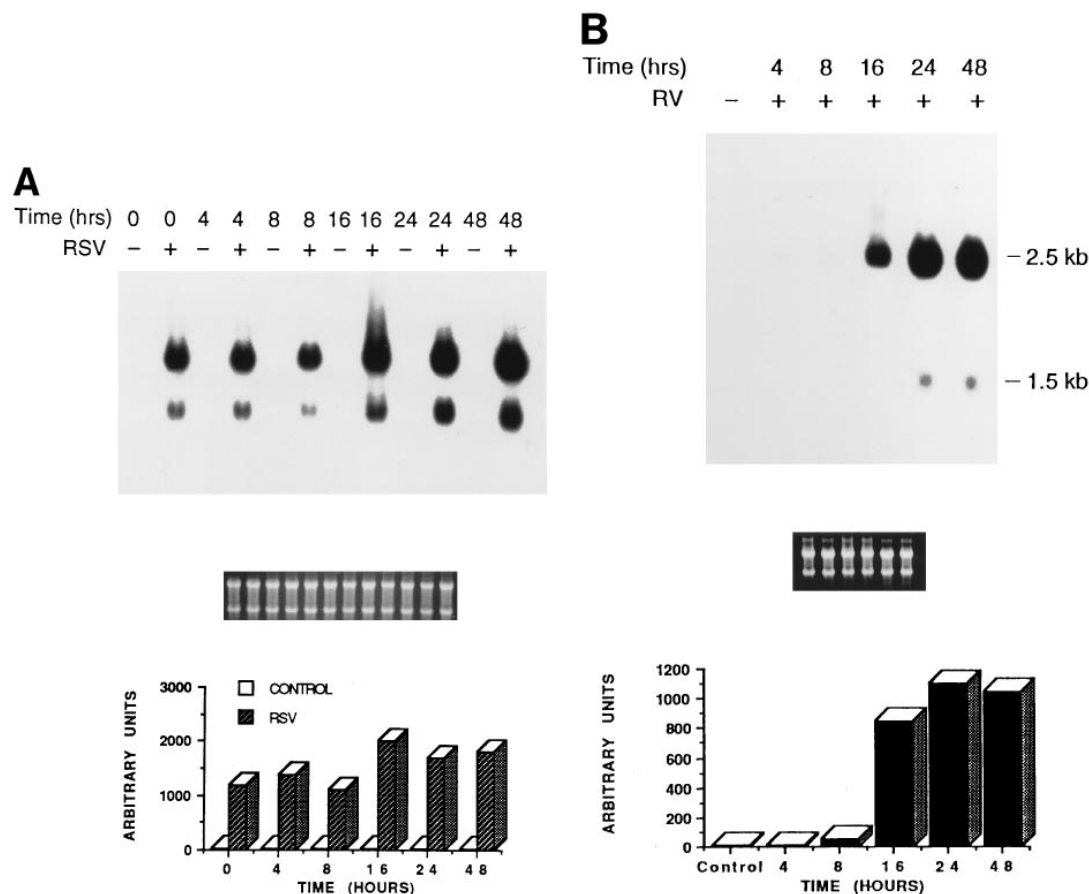 A
Time (hrs) 0 0 4 4 8 8 16 16 24 24 48 48
RSV − + − + − + − + − + − +
CONTROL
RSV
ARBITRARY UNITS
3000
2000
1000
0
0 4 8 16 24 48
TIME (HOURS)
B
Time (hrs) 4 8 16 24 48
RV − + + + + +
− 2.5 kb
− 1.5 kb
ARBITRARY UNITS
1200
1000
800
600
400
200
0
Control 4 8 16 24 48
TIME (HOURS)